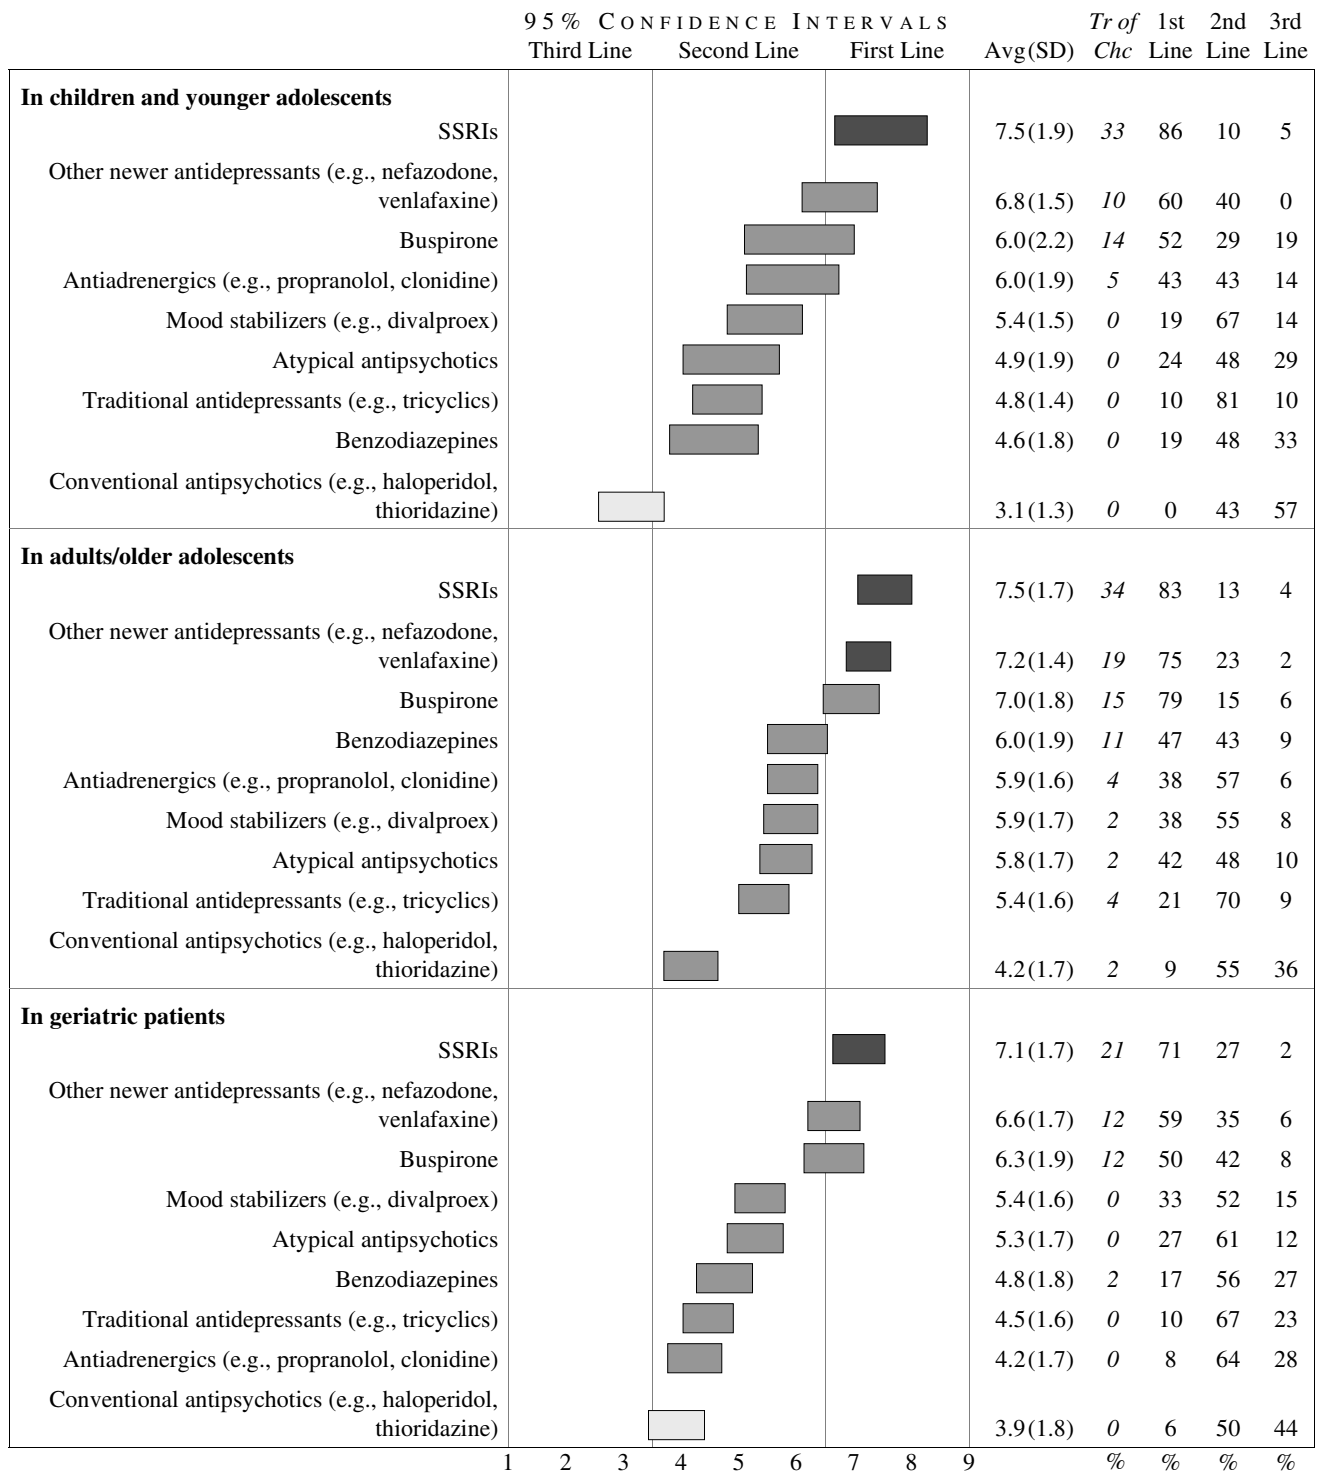 95% CONFIDENCE INTERVALS Tr of 1st 2nd 3rd
Third Line Second Line First Line Avg(SD) Chc Line Line Line
In children and younger adolescents
SSRIs 7.5(1.9) 33 86 10 5
Other newer antidepressants (e.g., nefazodone,
venlafaxine) 6.8(1.5) 10 60 40 0
Buspirone 6.0(2.2) 14 52 29 19
Antiadrenergics (e.g., propranolol, clonidine) 6.0(1.9) 5 43 43 14
Mood stabilizers (e.g., divalproex) 5.4(1.5) 0 19 67 14
Atypical antipsychotics 4.9(1.9) 0 24 48 29
Traditional antidepressants (e.g., tricyclics) 4.8(1.4) 0 10 81 10
Benzodiazepines 4.6(1.8) 0 19 48 33
Conventional antipsychotics (e.g., haloperidol,
thioridazine) 3.1(1.3) 0 0 43 57
In adults/older adolescents
SSRIs 7.5(1.7) 34 83 13 4
Other newer antidepressants (e.g., nefazodone,
venlafaxine) 7.2(1.4) 19 75 23 2
Buspirone 7.0(1.8) 15 79 15 6
Benzodiazepines 6.0(1.9) 11 47 43 9
Antiadrenergics (e.g., propranolol, clonidine) 5.9(1.6) 4 38 57 6
Mood stabilizers (e.g., divalproex) 5.9(1.7) 2 38 55 8
Atypical antipsychotics 5.8(1.7) 2 42 48 10
Traditional antidepressants (e.g., tricyclics) 5.4(1.6) 4 21 70 9
Conventional antipsychotics (e.g., haloperidol,
thioridazine) 4.2(1.7) 2 9 55 36
In geriatric patients
SSRIs 7.1(1.7) 21 71 27 2
Other newer antidepressants (e.g., nefazodone,
venlafaxine) 6.6(1.7) 12 59 35 6
Buspirone 6.3(1.9) 12 50 42 8
Mood stabilizers (e.g., divalproex) 5.4(1.6) 0 33 52 15
Atypical antipsychotics 5.3(1.7) 0 27 61 12
Benzodiazepines 4.8(1.8) 2 17 56 27
Traditional antidepressants (e.g., tricyclics) 4.5(1.6) 0 10 67 23
Antiadrenergics (e.g., propranolol, clonidine) 4.2(1.7) 0 8 64 28
Conventional antipsychotics (e.g., haloperidol,
thioridazine) 3.9(1.8) 0 6 50 44
1 2 3 4 5 6 7 8 9 % % % %